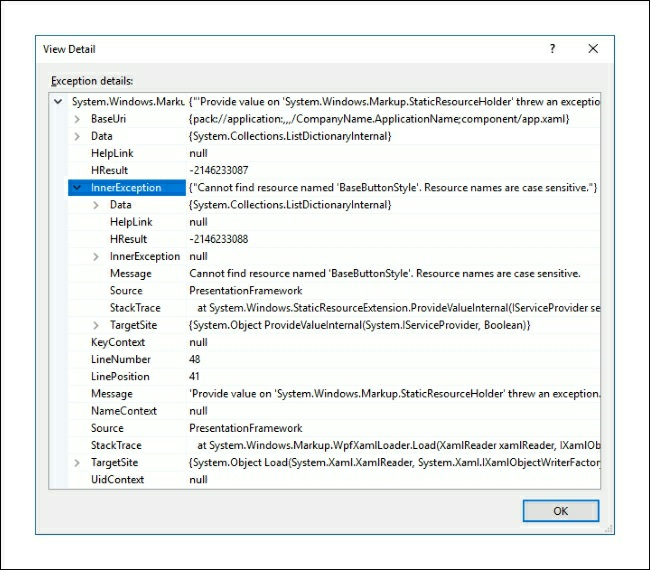 View Detail
Exception details:
System.Windows.Marku {"'Provide value on 'System.Windows.Markup.StaticResourceHolder' threw an exceptio
BaseUri {pack://application:,,,/CompanyName.ApplicationName;component/app.xaml}
Data {System.Collections.ListDictionaryInternal}
HelpLink null
HResult -2146233087
InnerException {"Cannot find resource named 'BaseButtonStyle'. Resource names are case sensitive."}
Data {System.Collections.ListDictionaryInternal}
HelpLink null
HResult -2146233088
InnerException null
Message Cannot find resource named 'BaseButtonStyle'. Resource names are case sensitive.
Source PresentationFramework
StackTrace at System.Windows.StaticResourceExtension.ProvideValueInternal(IServiceProvider se
TargetSite {System.Object ProvideValueInternal(System.IServiceProvider, Boolean)}
KeyContext null
LineNumber 48
LinePosition 41
Message 'Provide value on 'System.Windows.Markup.StaticResourceHolder' threw an exception.
NameContext null
Source PresentationFramework
StackTrace at System.Windows.Markup.WpfXamlLoader.Load(XamlReader xamlReader, IXamlOb
TargetSite {System.Object Load(System.Xaml.XamlReader, System.Xaml.IXamlObjectWriterFactor
UidContext null
OK